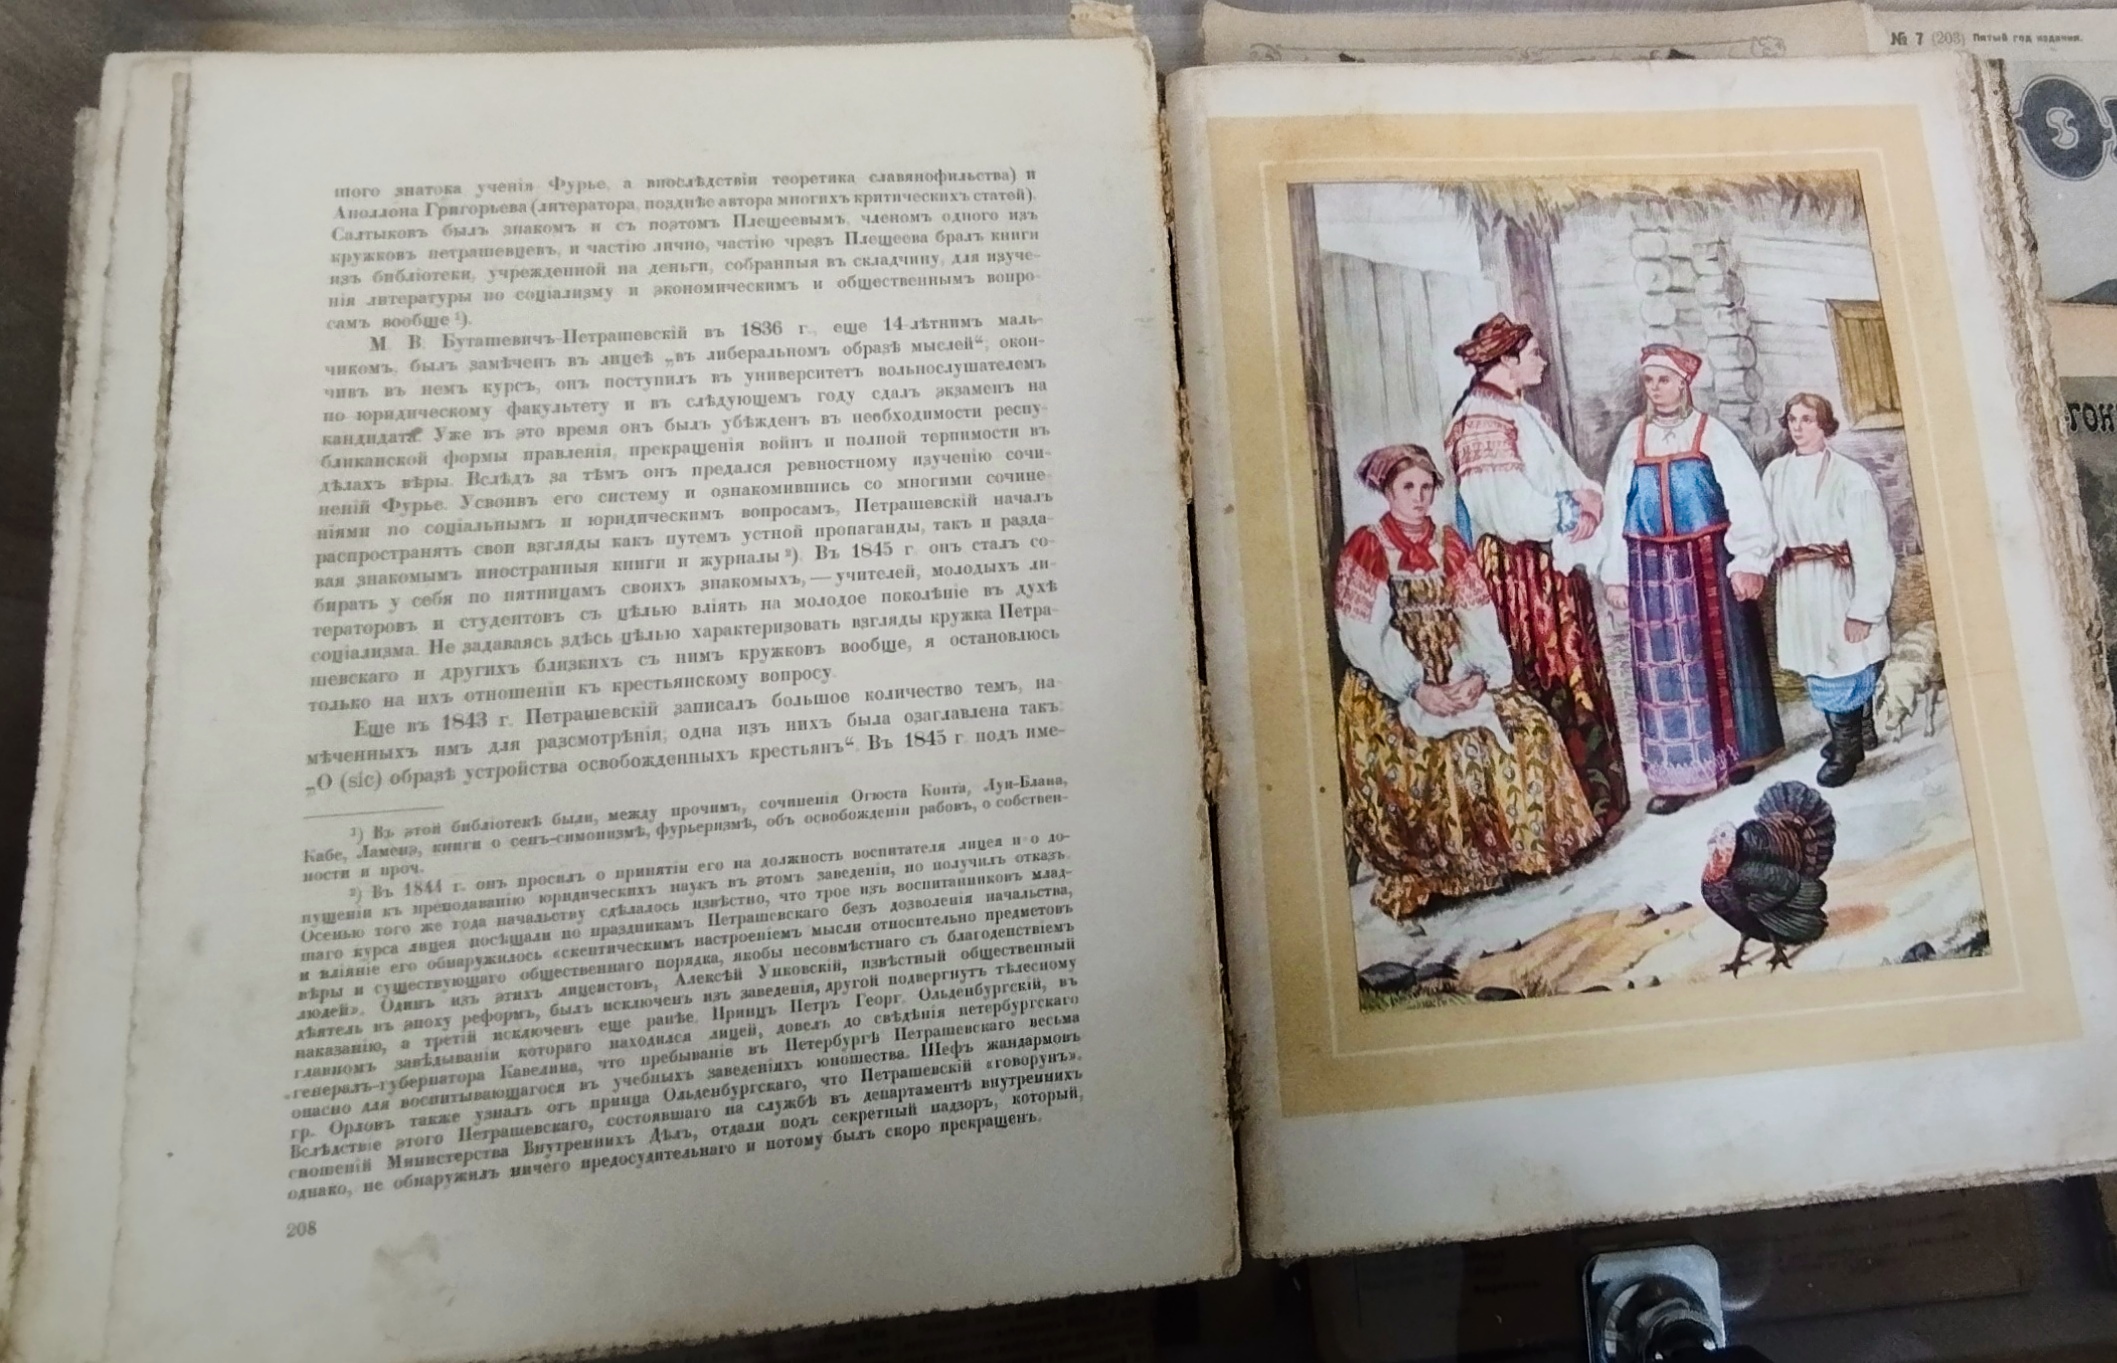 шого знатока ученія Фурье, а впослѣдствіи теоретика славянофильства) и
Аполлона Григорьева (литератора, позднѣе автора многихъ критическихъ статей).
Салтыковъ былъ знакомъ и съ поэтомъ Плещеевымъ, членомъ одного изъ
кружковъ петрашевцевъ, и частію лично, частію чрезъ Плещеева бралъ книги
изъ библіотеки, учрежденной на деньги, собранныя въ складчину, для изуче-
нія литературы по соціализму и экономическимъ и общественнымъ вопро-
самъ вообще ¹).
М. В. Буташевичъ-Петрашевскій въ 1836 г., еще 14-лѣтнимъ маль-
чикомъ, былъ замѣченъ въ лицеѣ „въ либеральномъ образѣ мыслей“; окон-
чивъ въ немъ курсъ, онъ поступилъ въ университетъ вольнослушателемъ
по юридическому факультету и въ слѣдующемъ году сдалъ экзаменъ на
кандидата. Уже въ это время онъ былъ убѣжденъ въ необходимости респу-
бликанской формы правленія, прекращенія войнъ и полной терпимости въ
дѣлахъ вѣры. Вслѣдъ за тѣмъ онъ предался ревностному изученію сочи-
неній Фурье. Усвоивъ его систему и ознакомившись со многими сочине-
ніями по соціальнымъ и юридическимъ вопросамъ, Петрашевскій началъ
распространять свои взгляды какъ путемъ устной пропаганды, такъ и разда-
вая знакомымъ иностранныя книги и журналы ²). Въ 1845 г. онъ сталъ со-
бирать у себя по пятницамъ своихъ знакомыхъ, — учителей, молодыхъ ли-
тераторовъ и студентовъ съ цѣлью вліять на молодое поколѣніе въ духѣ
соціализма. Не задаваясь здѣсь цѣлью характеризовать взгляды кружка Петра-
шевскаго и другихъ близкихъ съ нимъ кружковъ вообще, я остановлюсь
только на ихъ отношеніи къ крестьянскому вопросу.
Еще въ 1843 г. Петрашевскій записалъ большое количество темъ, на-
мѣченныхъ имъ для разсмотрѣнія; одна изъ нихъ была озаглавлена такъ:
„О (sic) образѣ устройства освобожденныхъ крестьянъ“. Въ 1845 г. подъ име-
¹) Въ этой библіотекѣ были, между прочимъ, сочиненія Огюста Конта, Луи-Блана,
Кабе, Ламенэ, книги о сенъ-симонизмѣ, фурьеризмѣ, объ освобожденіи рабовъ, о собствен-
ности и проч.
²) Въ 1844 г. онъ просилъ о принятіи его на должность воспитателя лицея и о до-
пущеніи къ преподаванію юридическихъ наукъ въ этомъ заведеніи, но получилъ отказъ.
Осенью того же года начальству сдѣлалось извѣстно, что трое изъ воспитанниковъ млад-
шаго курса лицея посѣщали по праздникамъ Петрашевскаго безъ дозволенія начальства,
и вліяніе его обнаружилось «скептическимъ настроеніемъ мысли относительно предметовъ
вѣры и существующаго общественнаго порядка, якобы несовмѣстнаго съ благоденствіемъ
людей». Одинъ изъ этихъ лицеистовъ, Алексѣй Унковскій, извѣстный общественный
дѣятель въ эпоху реформъ, былъ исключенъ изъ заведенія, другой подвергнутъ тѣлесному
наказанію, а третій исключенъ еще ранѣе. Принцъ Петръ Георг. Ольденбургскій, въ
главномъ завѣдываніи котораго находился лицей, довелъ до свѣдѣнія петербургскаго
генералъ-губернатора Кавелина, что пребываніе въ Петербургѣ Петрашевскаго весьма
опасно для воспитывающагося въ учебныхъ заведеніяхъ юношества. Шефъ жандармовъ
гр. Орловъ также узналъ отъ принца Ольденбургскаго, что Петрашевскій «говорунъ».
Вслѣдствіе этого Петрашевскаго, состоявшаго на службѣ въ департаментѣ внутреннихъ
сношеній Министерства Внутреннихъ Дѣлъ, отдали подъ секретный надзоръ, который,
однако, не обнаружилъ ничего предосудительнаго и потому былъ скоро прекращенъ.
208
№ 7 (203) Пятый год издания.